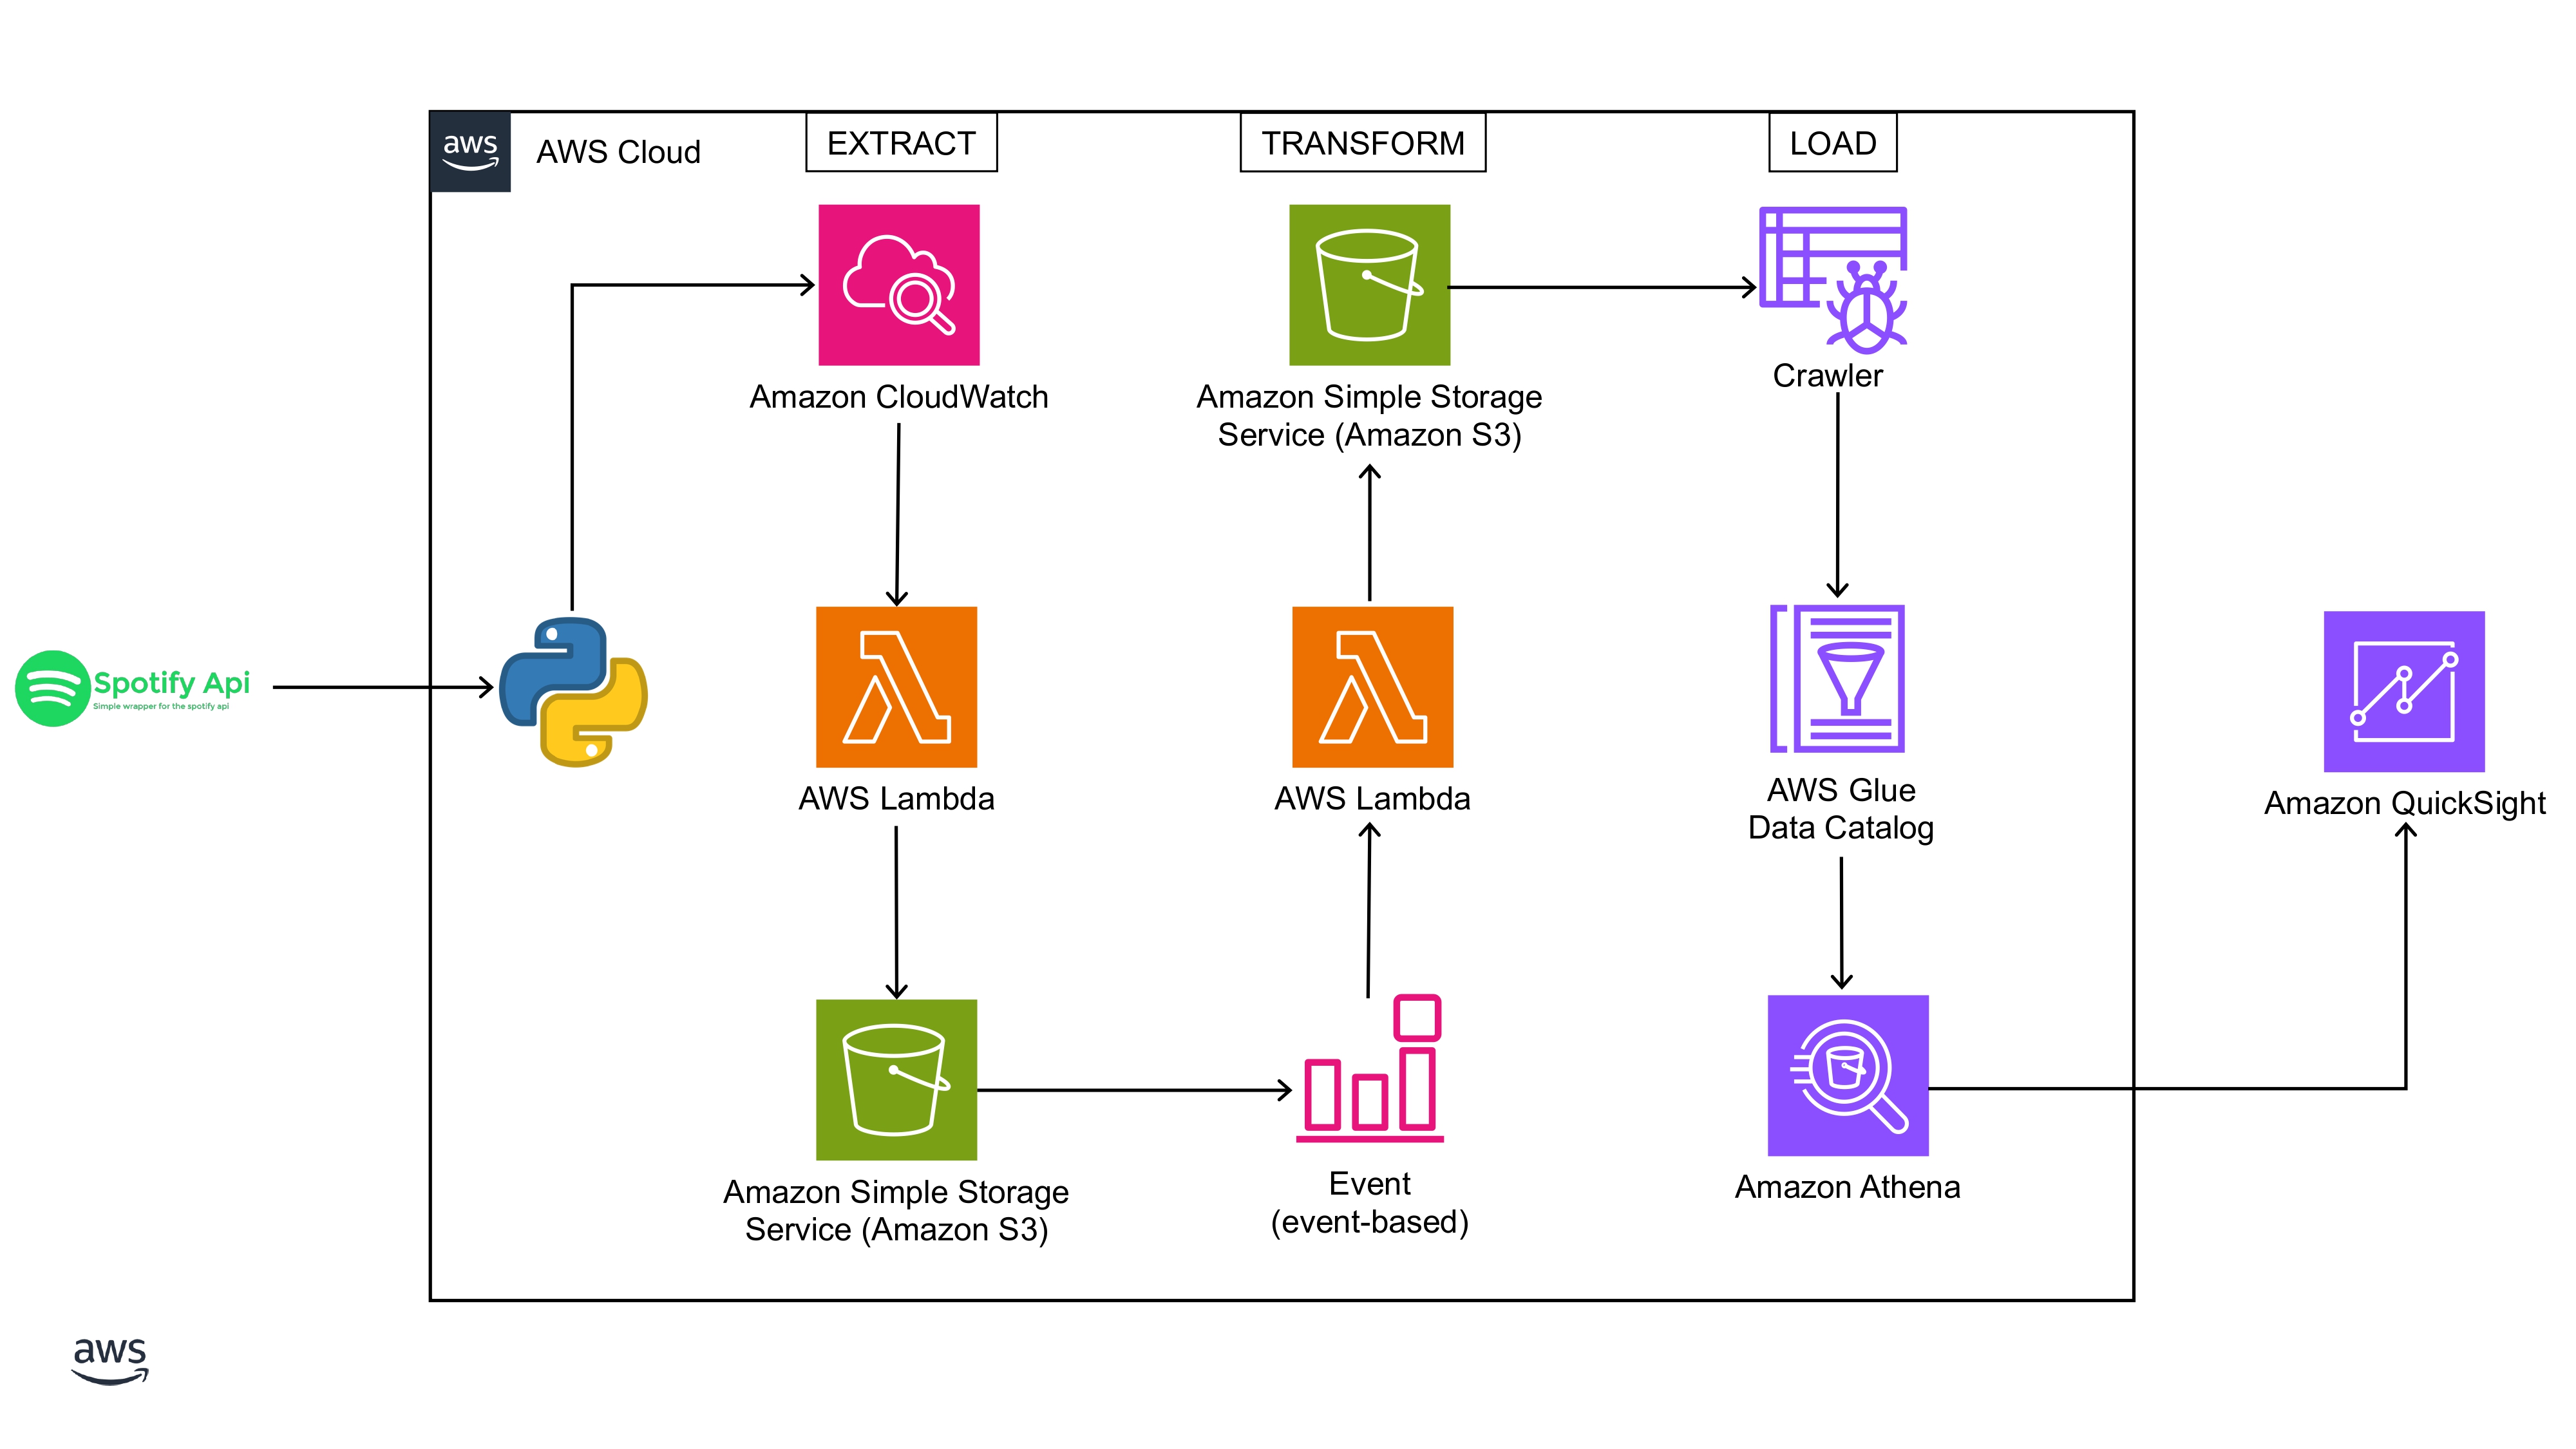 aws
AWS Cloud
EXTRACT
TRANSFORM
LOAD
Amazon CloudWatch
Amazon Simple Storage
Service (Amazon S3)
Crawler
Spotify Api
Simple wrapper for the spotify api
AWS Lambda
AWS Lambda
AWS Glue
Data Catalog
Amazon QuickSight
Amazon Simple Storage
Service (Amazon S3)
Event
(event-based)
Amazon Athena
aws